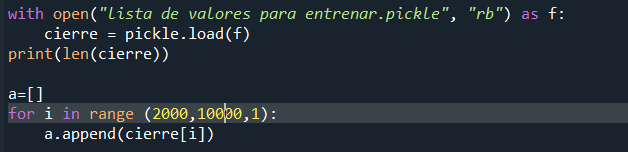 with open("lista de valores para entrenar.pickle", "rb") as f:
    cierre = pickle.load(f)
print(len(cierre))
a=[]
for i in range (2000,10000,1):
    a.append(cierre[i])